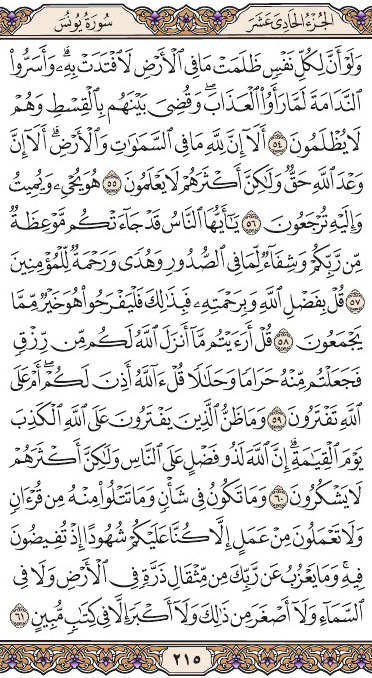 الجُزْءُ الحَادِى عَشَرَ سُورَةُ يُونُس
وَلَوْ أَنَّ لِكُلِّ نَفْسٍ ظَلَمَتْ مَا فِى الْأَرْضِ لَافْتَدَتْ بِهِۦ ۗ وَأَسَرُّوا۟
النَّدَامَةَ لَمَّا رَأَوُا۟ الْعَذَابَ ۖ وَقُضِىَ بَيْنَهُم بِالْقِسْطِ ۚ وَهُمْ
لَا يُظْلَمُونَ ٥٤ أَلَآ إِنَّ لِلَّهِ مَا فِى السَّمَٰوَٰتِ وَالْأَرْضِ ۗ أَلَآ إِنَّ
وَعْدَ اللَّهِ حَقٌّ وَلَٰكِنَّ أَكْثَرَهُمْ لَا يَعْلَمُونَ ٥٥ هُوَ يُحْىِۦ وَيُمِيتُ
وَإِلَيْهِ تُرْجَعُونَ ٥٦ يَٰٓأَيُّهَا النَّاسُ قَدْ جَآءَتْكُم مَّوْعِظَةٌ
مِّن رَّبِّكُمْ وَشِفَآءٌ لِّمَا فِى الصُّدُورِ وَهُدًى وَرَحْمَةٌ لِّلْمُؤْمِنِينَ
٥٧ قُلْ بِفَضْلِ اللَّهِ وَبِرَحْمَتِهِۦ فَبِذَٰلِكَ فَلْيَفْرَحُوا۟ هُوَ خَيْرٌ مِّمَّا
يَجْمَعُونَ ٥٨ قُلْ أَرَءَيْتُم مَّآ أَنزَلَ اللَّهُ لَكُم مِّن رِّزْقٍ
فَجَعَلْتُم مِّنْهُ حَرَامًا وَحَلَٰلًا قُلْ ءَآللَّهُ أَذِنَ لَكُمْ ۖ أَمْ عَلَى
اللَّهِ تَفْتَرُونَ ٥٩ وَمَا ظَنُّ الَّذِينَ يَفْتَرُونَ عَلَى اللَّهِ الْكَذِبَ
يَوْمَ الْقِيَٰمَةِ ۗ إِنَّ اللَّهَ لَذُو فَضْلٍ عَلَى النَّاسِ وَلَٰكِنَّ أَكْثَرَهُمْ
لَا يَشْكُرُونَ ٦٠ وَمَا تَكُونُ فِى شَأْنٍ وَمَا تَتْلُوا۟ مِنْهُ مِن قُرْءَانٍ
وَلَا تَعْمَلُونَ مِنْ عَمَلٍ إِلَّا كُنَّا عَلَيْكُمْ شُهُودًا إِذْ تُفِيضُونَ
فِيهِ ۚ وَمَا يَعْزُبُ عَن رَّبِّكَ مِن مِّثْقَالِ ذَرَّةٍ فِى الْأَرْضِ وَلَا فِى
السَّمَآءِ وَلَآ أَصْغَرَ مِن ذَٰلِكَ وَلَآ أَكْبَرَ إِلَّا فِى كِتَٰبٍ مُّبِينٍ ٦١
٢١٥